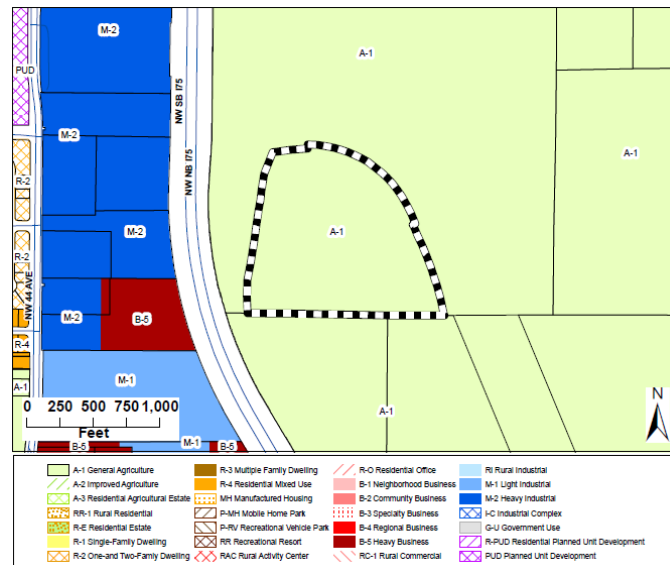 M-2
A-1
PUD
NW SB I75
M-2
NW NB I75
A-1
R-2
M-2
A-1
R-2
NW 44 AVE
M-2
B-5
R-4
M-1
A-1
A-1
N
0 250 500 750 1,000
Feet
B-5
M-1
B-5
A-1 General Agriculture
A-2 Improved Agriculture
A-3 Residential Agricultural Estate
RR-1 Rural Residential
R-E Residential Estate
R-1 Single-Family Dwelling
R-2 One-and Two-Family Dwelling
R-3 Multiple Family Dwelling
R-4 Residential Mixed Use
MH Manufactured Housing
P-MH Mobile Home Park
P-RV Recreational Vehicle Park
RR Recreational Resort
RAC Rural Activity Center
R-O Residential Office
B-1 Neighborhood Business
B-2 Community Business
B-3 Specialty Business
B-4 Regional Business
B-5 Heavy Business
RC-1 Rural Commercial
RI Rural Industrial
M-1 Light Industrial
M-2 Heavy Industrial
I-C Industrial Complex
G-U Government Use
R-PUD Residential Planned Unit Development
PUD Planned Unit Development